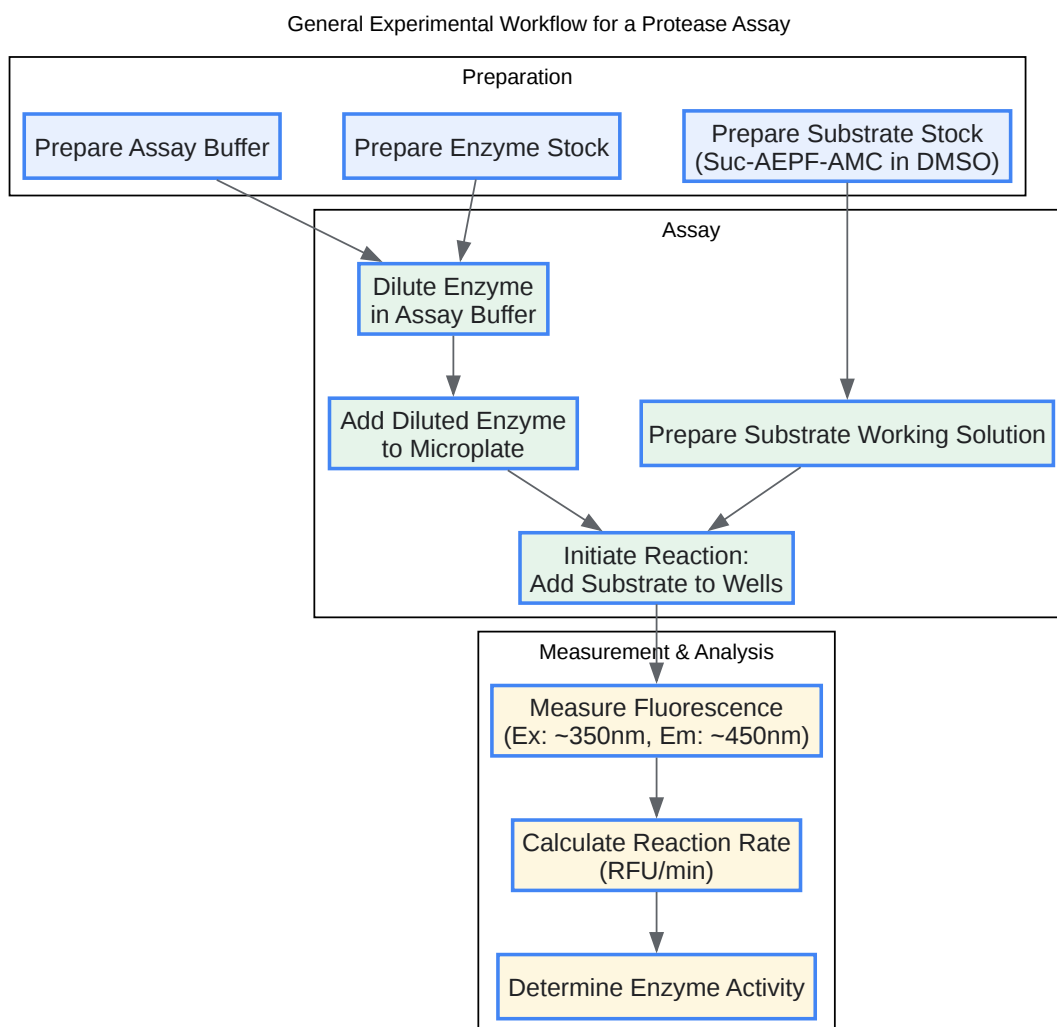 General Experimental Workflow for a Protease Assay
Preparation
Prepare Assay Buffer
Prepare Enzyme Stock
Prepare Substrate Stock
(Suc-AEPF-AMC in DMSO)
Assay
Dilute Enzyme
in Assay Buffer
Add Diluted Enzyme
to Microplate
Prepare Substrate Working Solution
Initiate Reaction:
Add Substrate to Wells
Measurement & Analysis
Measure Fluorescence
(Ex: ~350nm, Em: ~450nm)
Calculate Reaction Rate
(RFU/min)
Determine Enzyme Activity